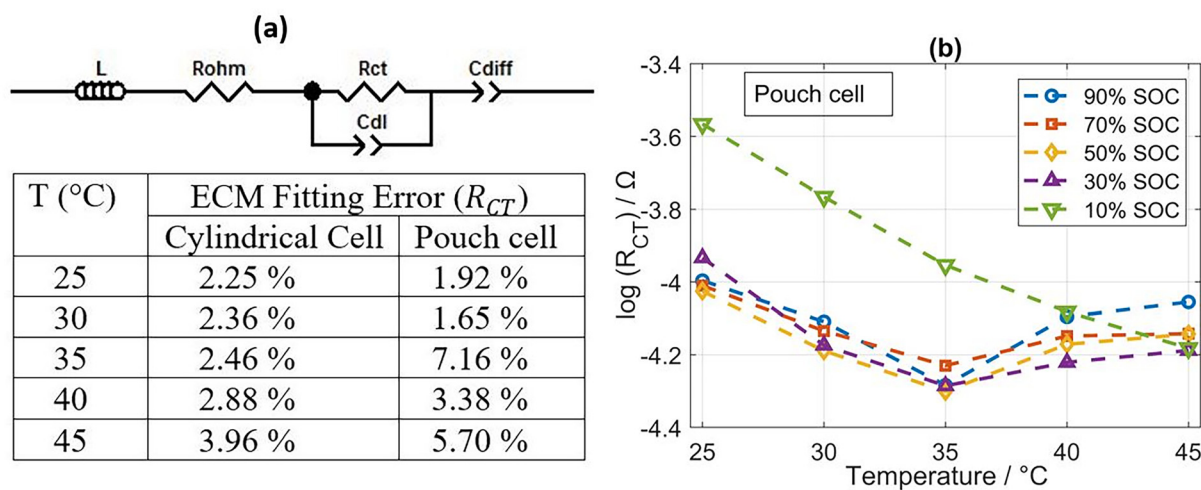 (a)
L
Rohm
Rct
Cdiff
Cdl
T (°C) ECM Fitting Error (R_CT)
Cylindrical Cell Pouch cell
25 2.25 % 1.92 %
30 2.36 % 1.65 %
35 2.46 % 7.16 %
40 2.88 % 3.38 %
45 3.96 % 5.70 %
(b)
Pouch cell
90% SOC
70% SOC
50% SOC
30% SOC
10% SOC
log (R_CT) / Ω
-3.4
-3.6
-3.8
-4
-4.2
-4.4
25 30 35 40 45
Temperature / °C